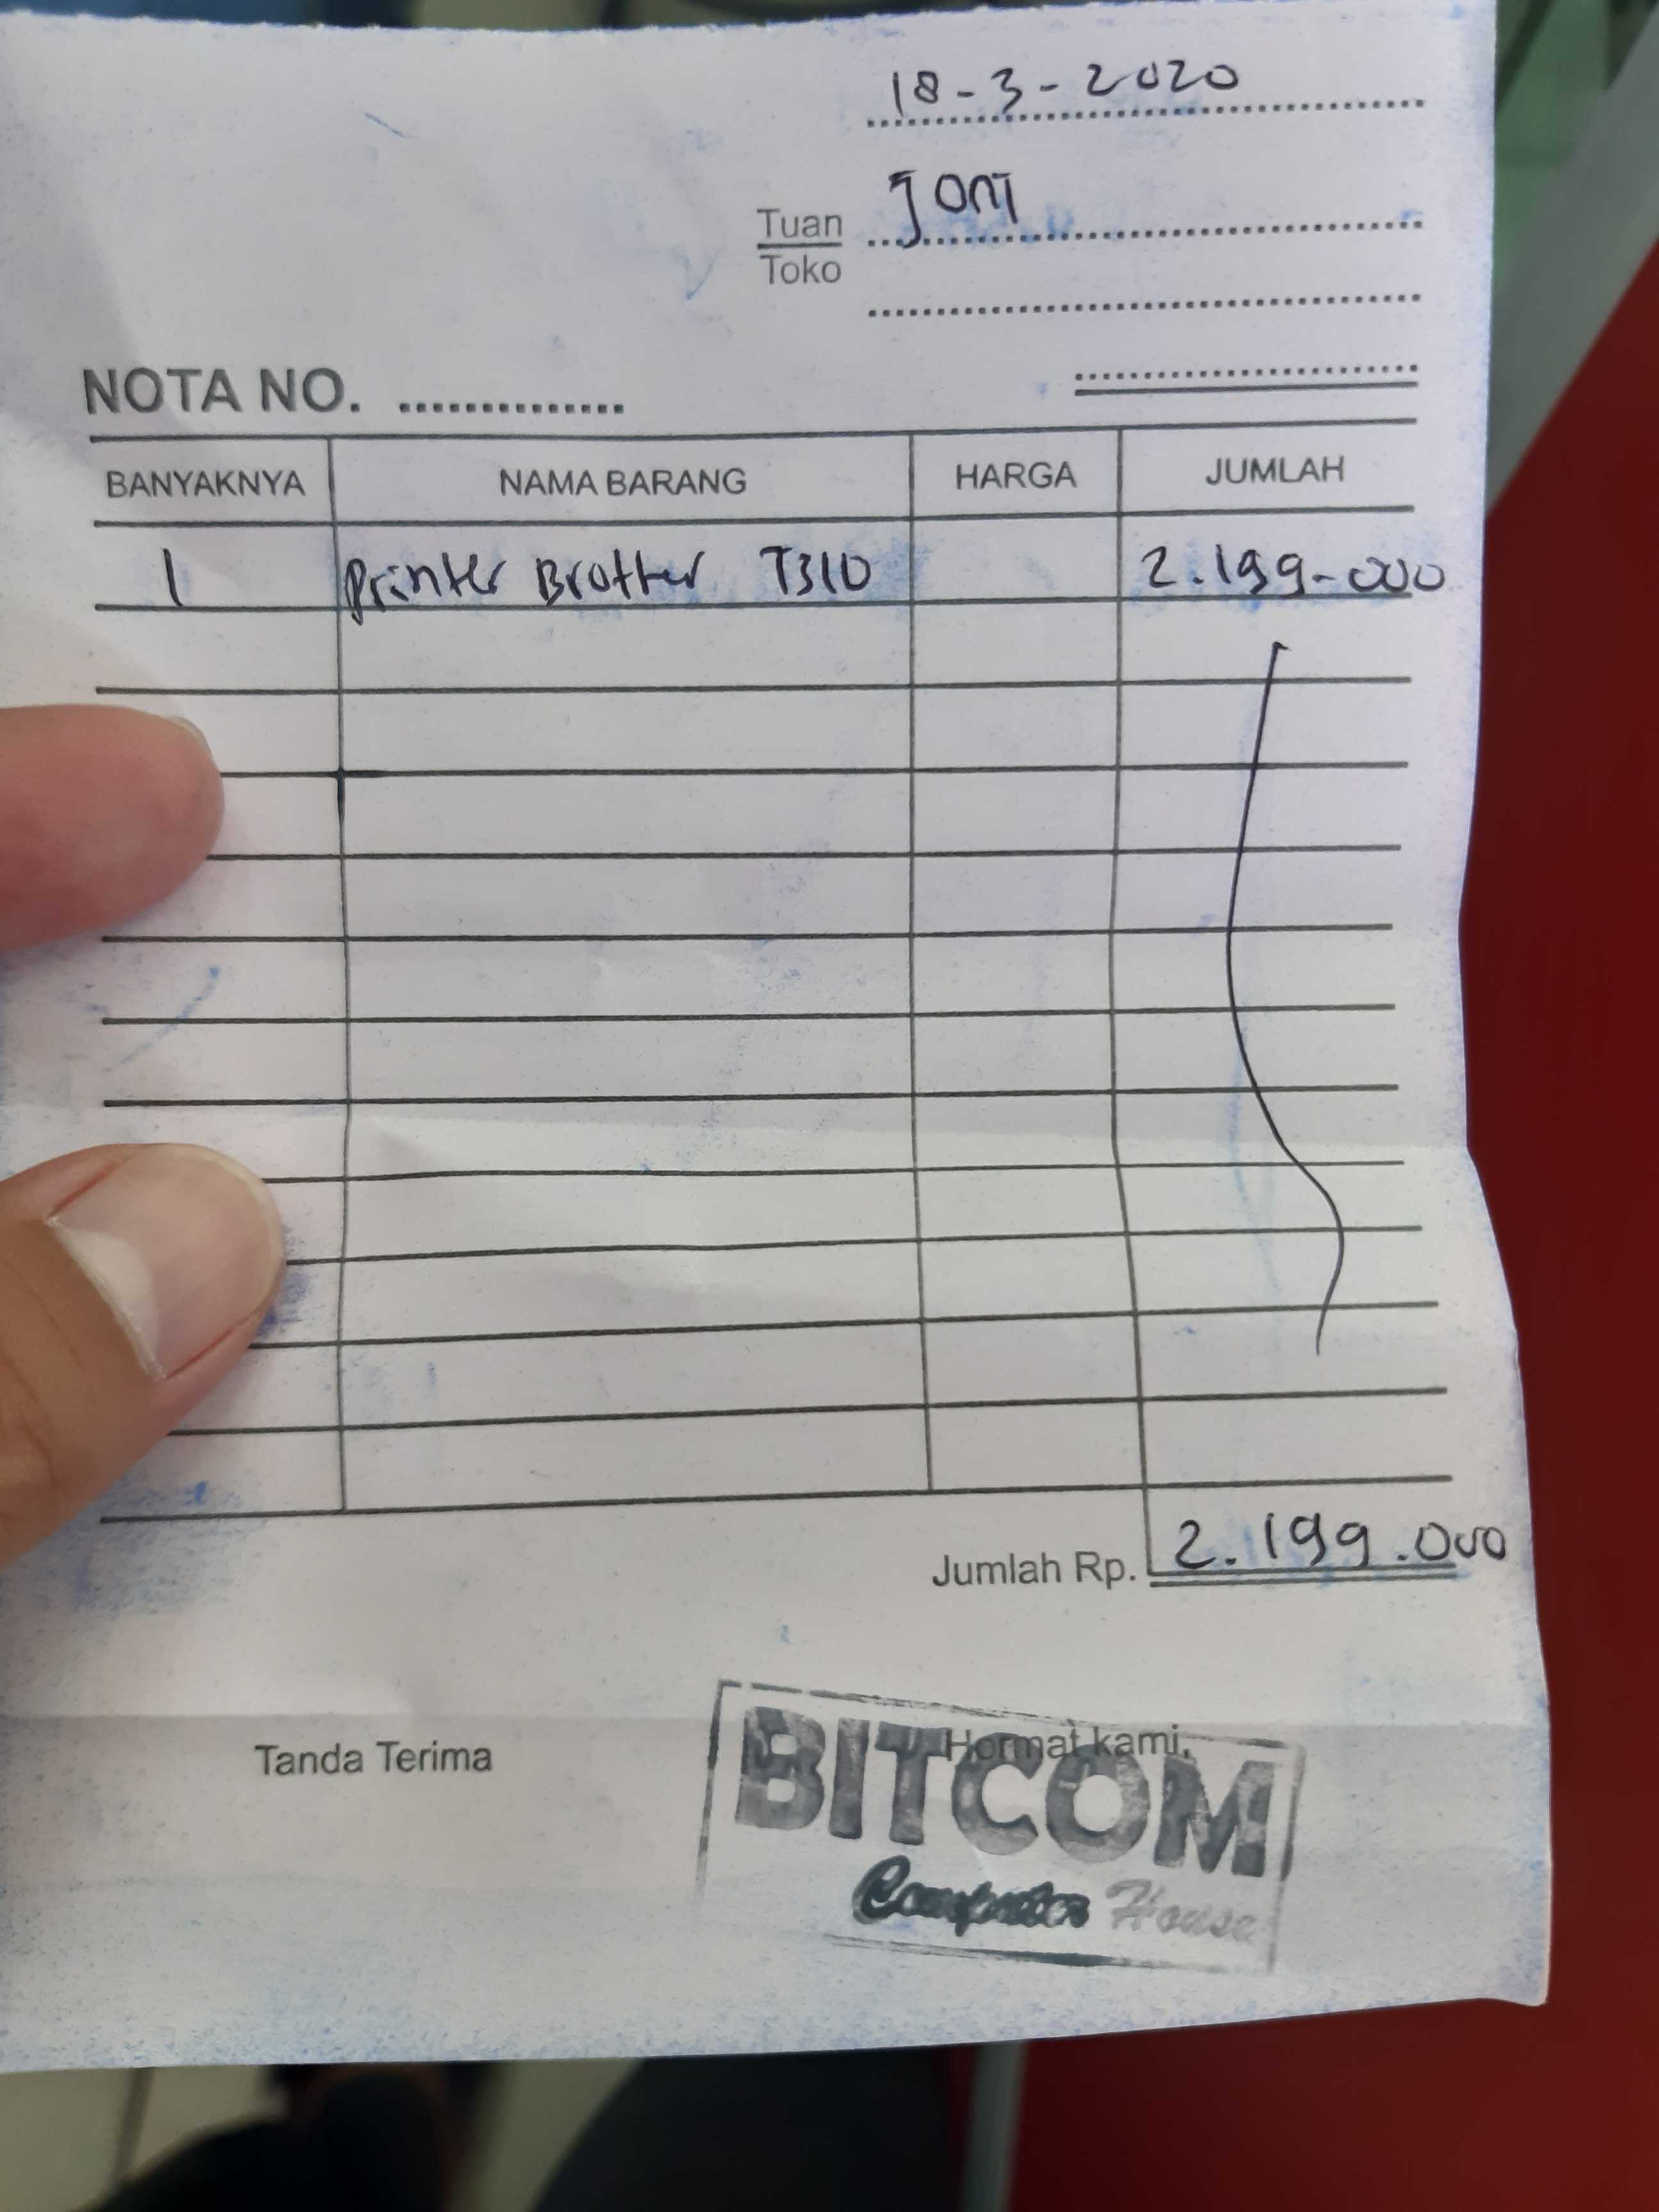 18-3-2020
Tuan Joni
Toko
NOTA NO. ..............
BANYAKNYA NAMA BARANG HARGA JUMLAH
1 Printer Brother T310 2.199-000
Jumlah Rp. 2.199.000
Tanda Terima Hormat kami,
BITCOM
Computer House